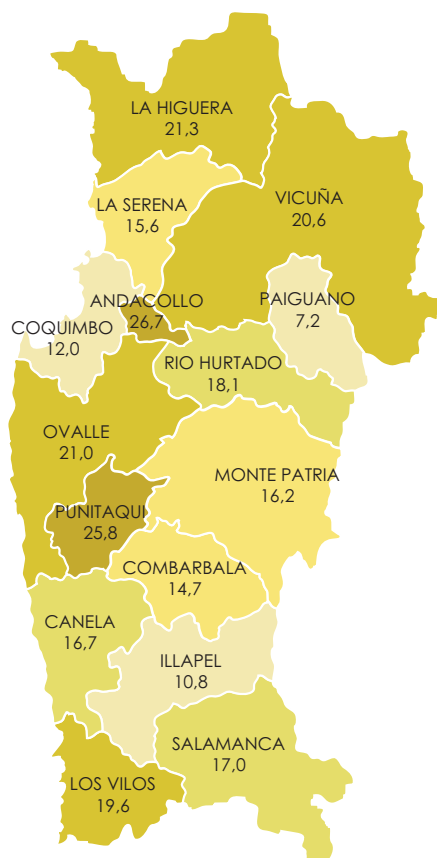 LA HIGUERA
21,3
LA SERENA
15,6
VICUÑA
20,6
ANDACOLLO
26,7
PAIGUANO
7,2
COQUIMBO
12,0
RIO HURTADO
18,1
OVALLE
21,0
MONTE PATRIA
16,2
PUNITAQUI
25,8
COMBARBALA
14,7
CANELA
16,7
ILLAPEL
10,8
SALAMANCA
17,0
LOS VILOS
19,6